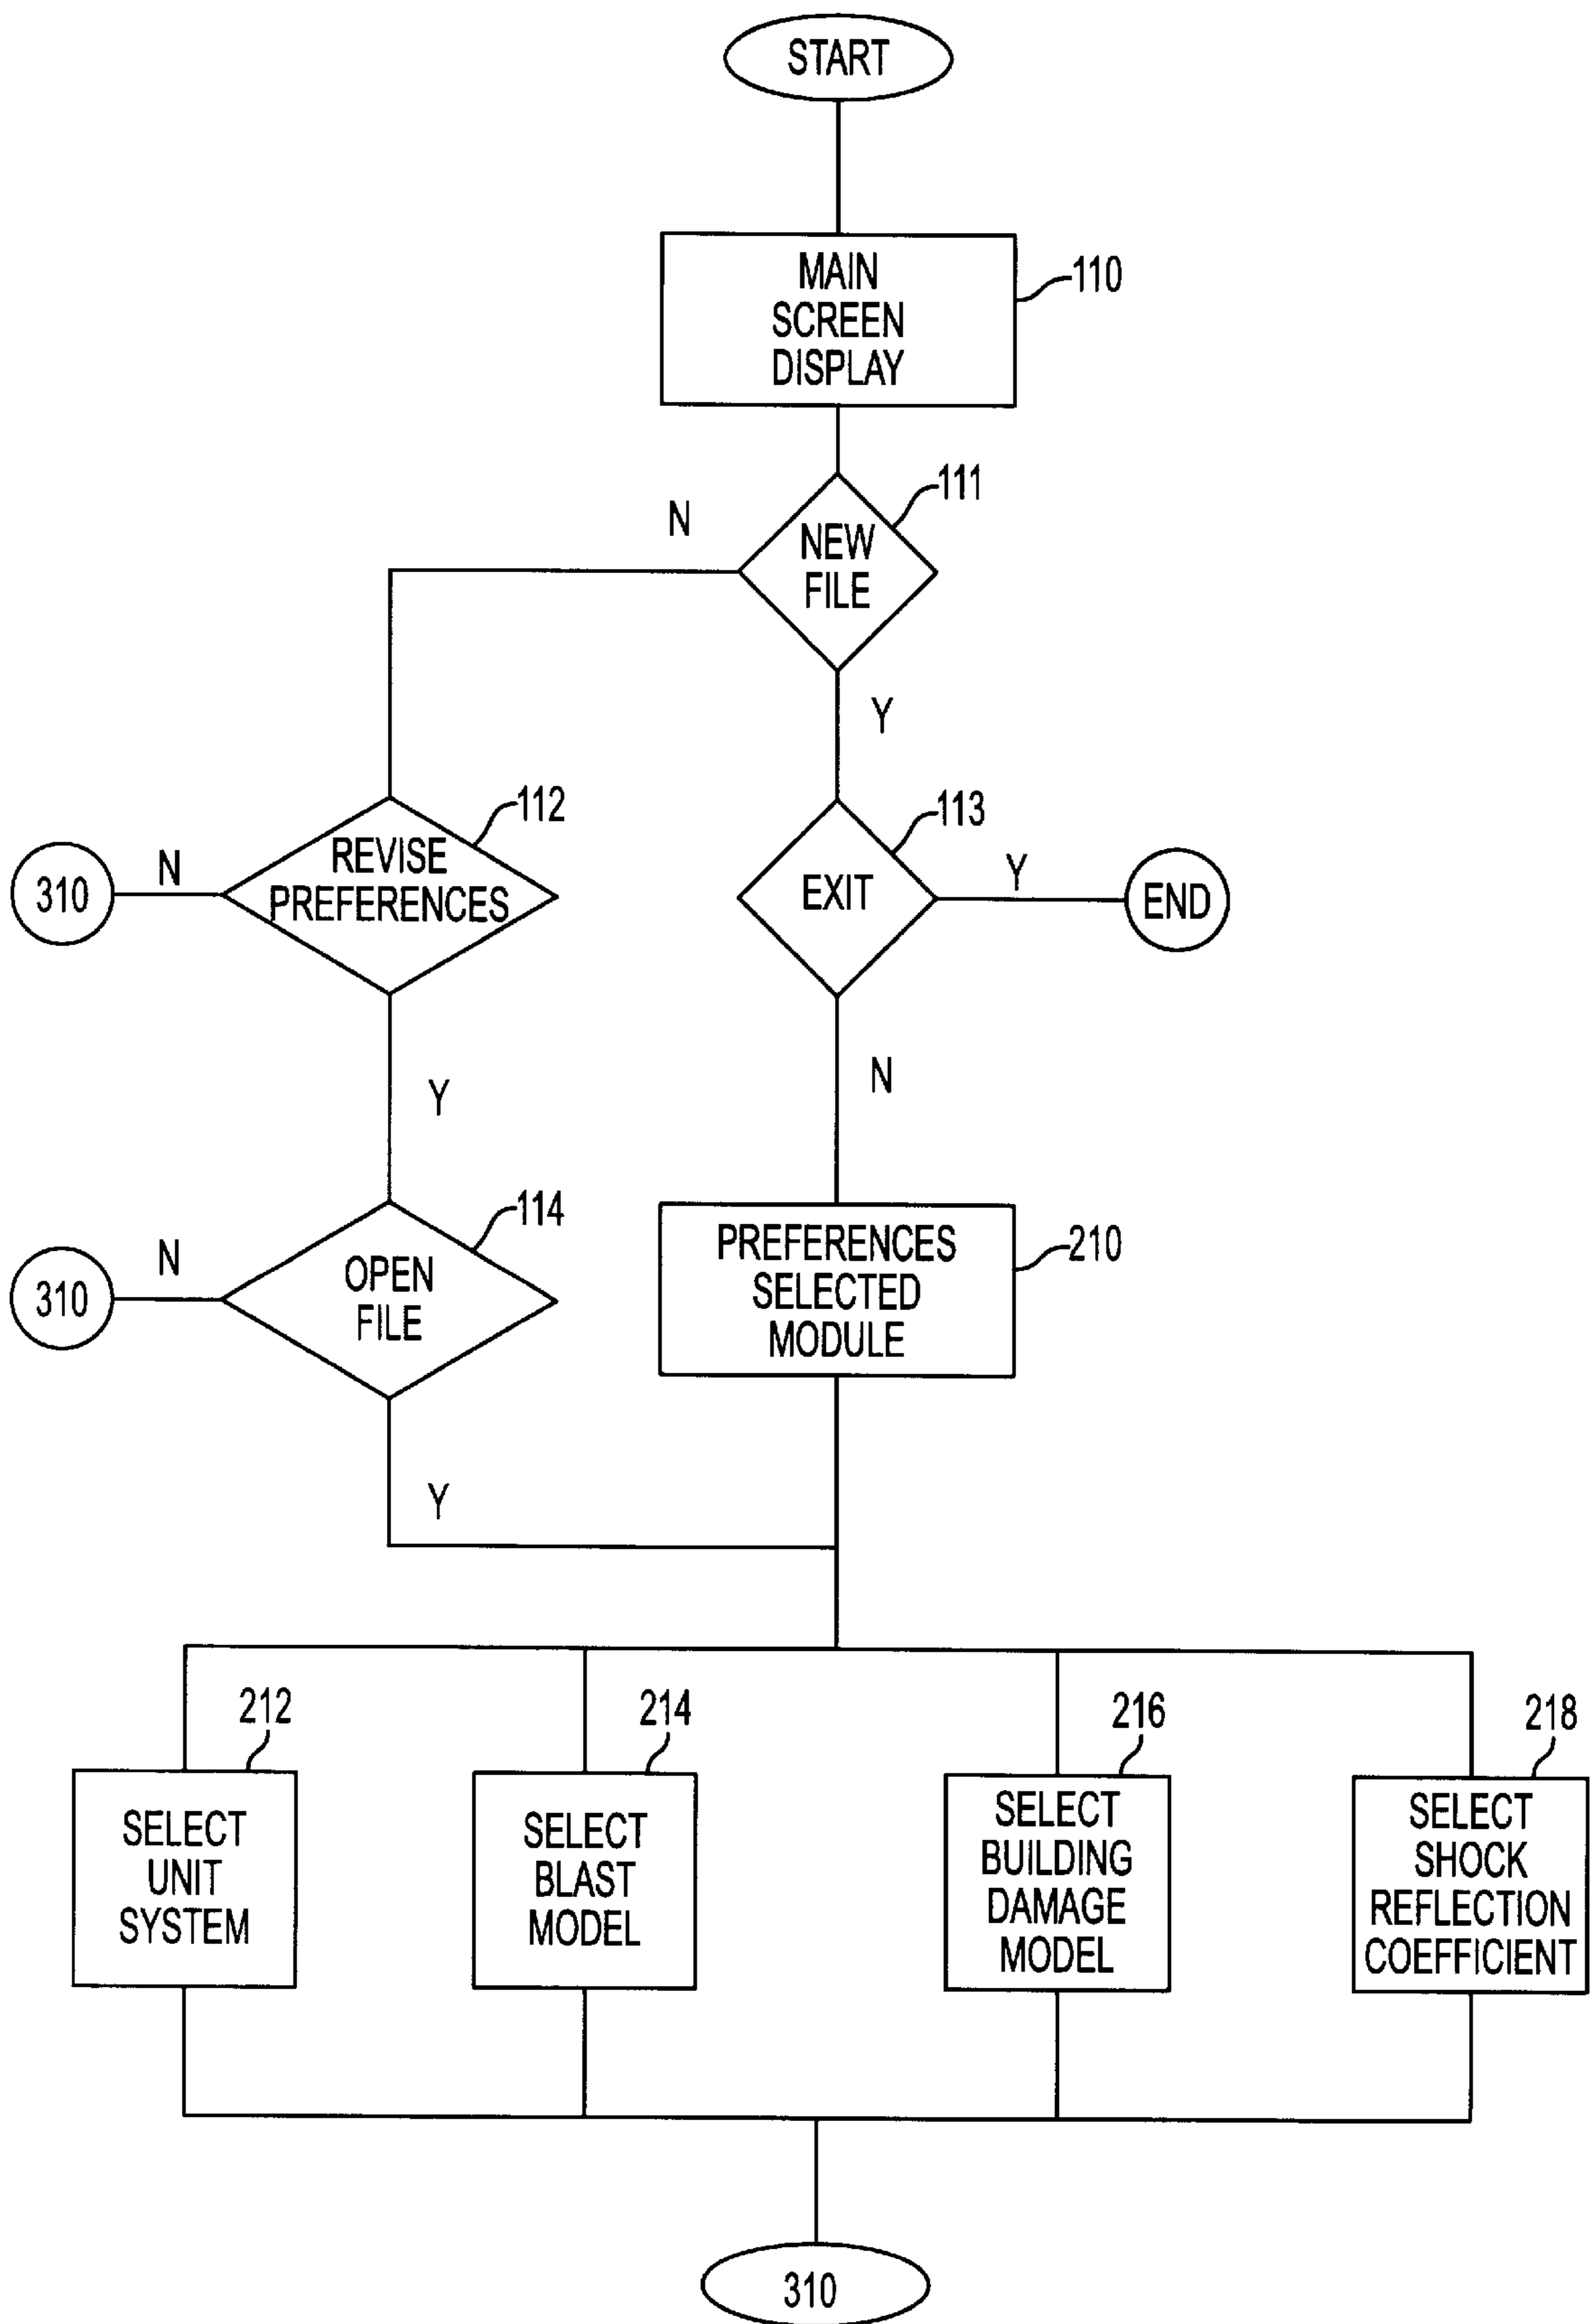 START
MAIN
SCREEN
DISPLAY
110
111
N
NEW
FILE
Y
112
113
310
N
REVISE
PREFERENCES
EXIT
Y
END
Y
N
114
310
N
OPEN
FILE
PREFERENCES
SELECTED
MODULE
210
Y
212
214
216
218
SELECT
UNIT
SYSTEM
SELECT
BLAST
MODEL
SELECT
BUILDING
DAMAGE
MODEL
SELECT
SHOCK
REFLECTION
COEFFICIENT
310